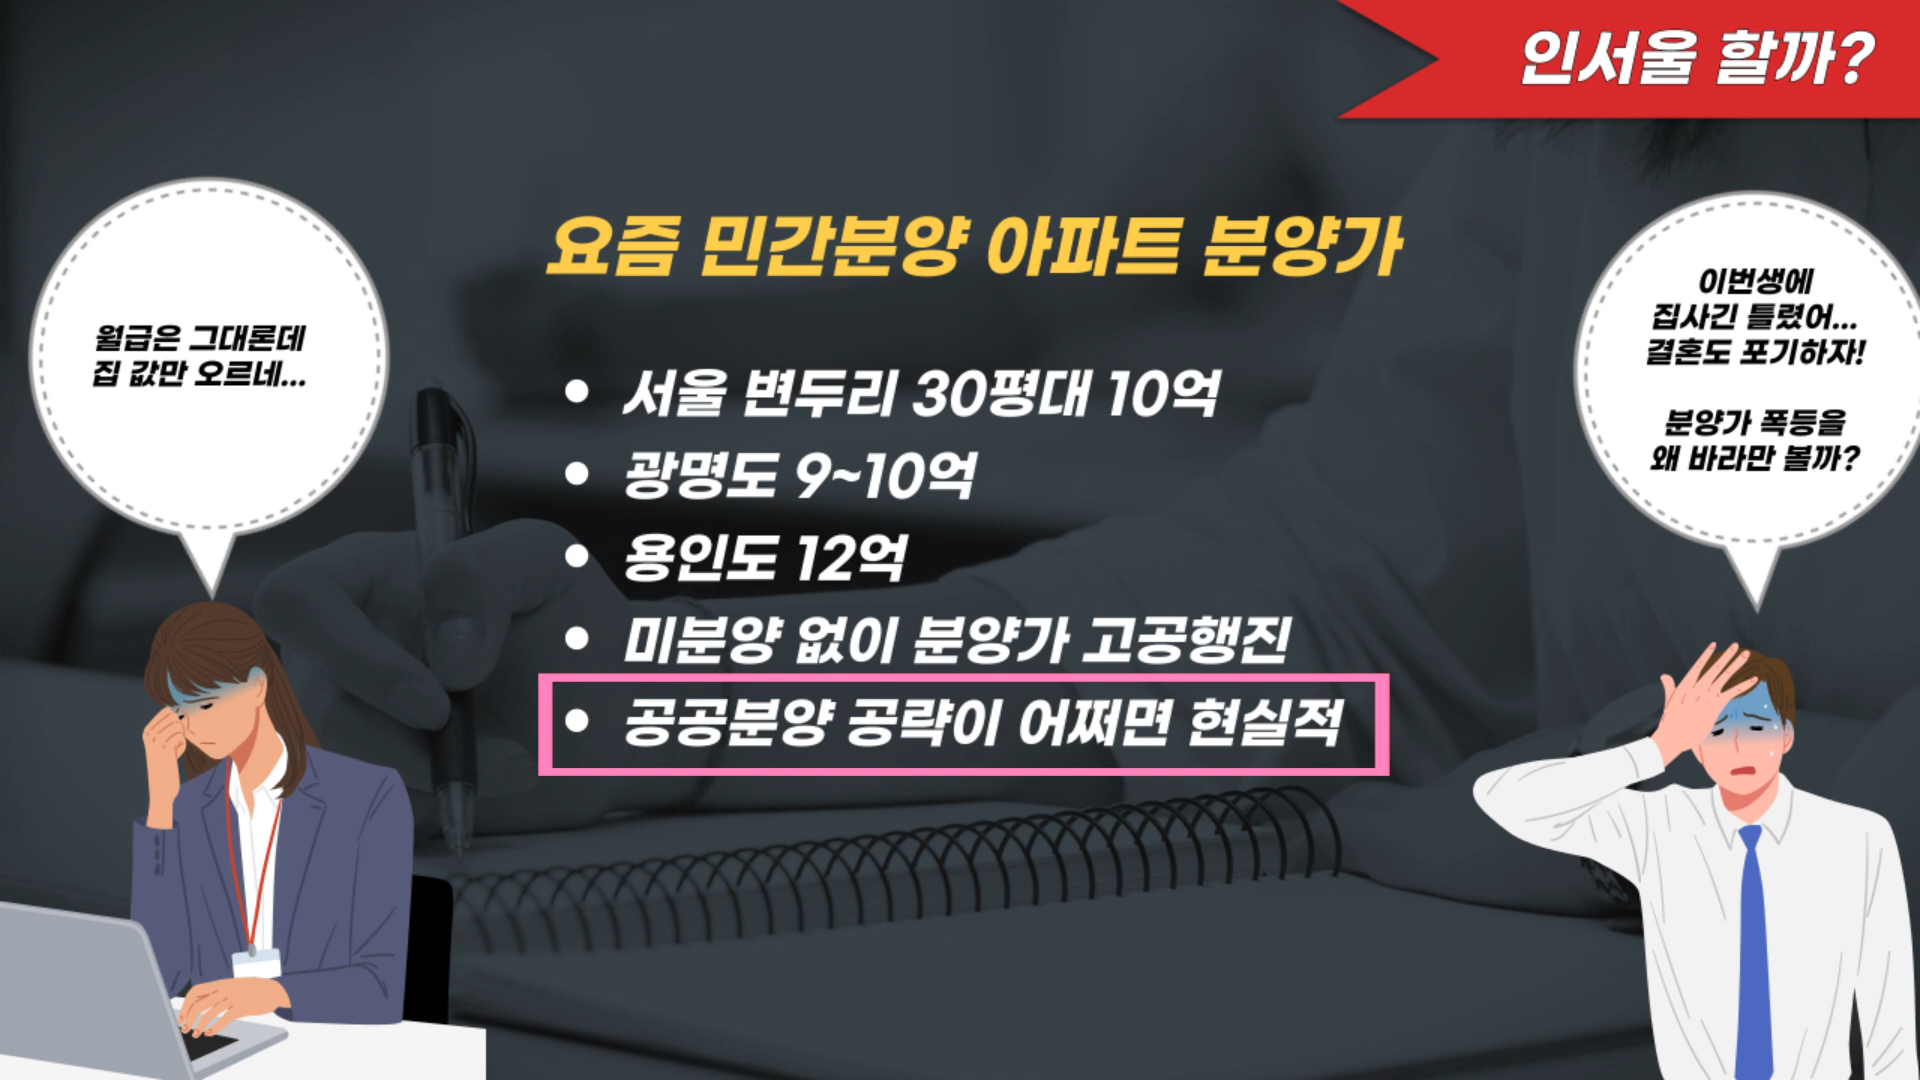 인서울 할까?
요즘 민간분양 아파트 분양가
월급은 그대론데
집 값만 오르네...
• 서울 변두리 30평대 10억
• 광명도 9~10억
• 용인도 12억
• 미분양 없이 분양가 고공행진
• 공공분양 공략이 어쩌면 현실적
이번생에
집사긴 틀렸어...
결혼도 포기하자!
분양가 폭등을
왜 바라만 볼까?